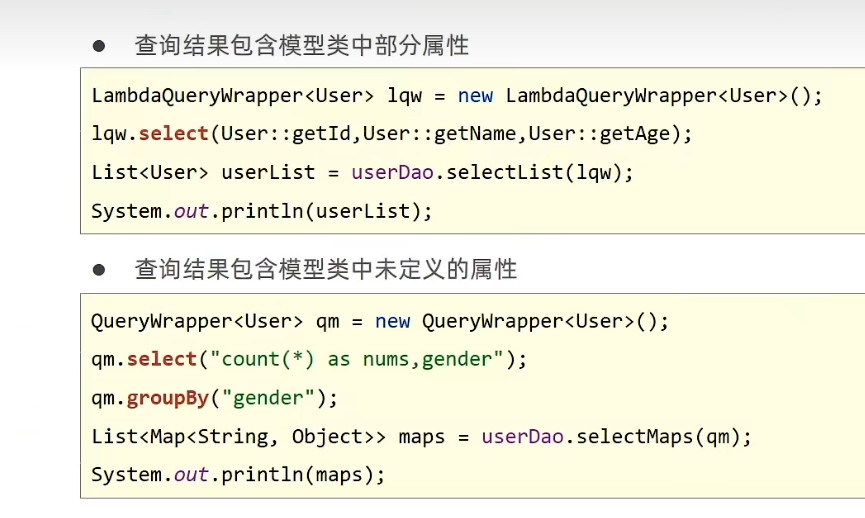 ● 查询结果包含模型类中部分属性
LambdaQueryWrapper<User> lqw = new LambdaQueryWrapper<User>();
lqw.select(User::getId,User::getName,User::getAge);
List<User> userList = userDao.selectList(lqw);
System.out.println(userList);
● 查询结果包含模型类中未定义的属性
QueryWrapper<User> qm = new QueryWrapper<User>();
qm.select("count(*) as nums,gender");
qm.groupBy("gender");
List<Map<String, Object>> maps = userDao.selectMaps(qm);
System.out.println(maps);